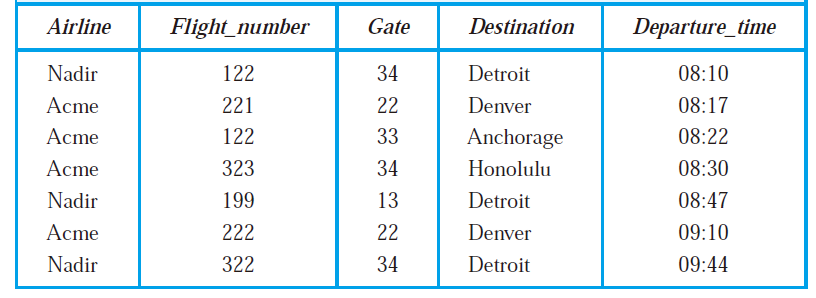 Airline Flight_number Gate Destination Departure_time
Nadir 122 34 Detroit 08:10
Acme 221 22 Denver 08:17
Acme 122 33 Anchorage 08:22
Acme 323 34 Honolulu 08:30
Nadir 199 13 Detroit 08:47
Acme 222 22 Denver 09:10
Nadir 322 34 Detroit 09:44